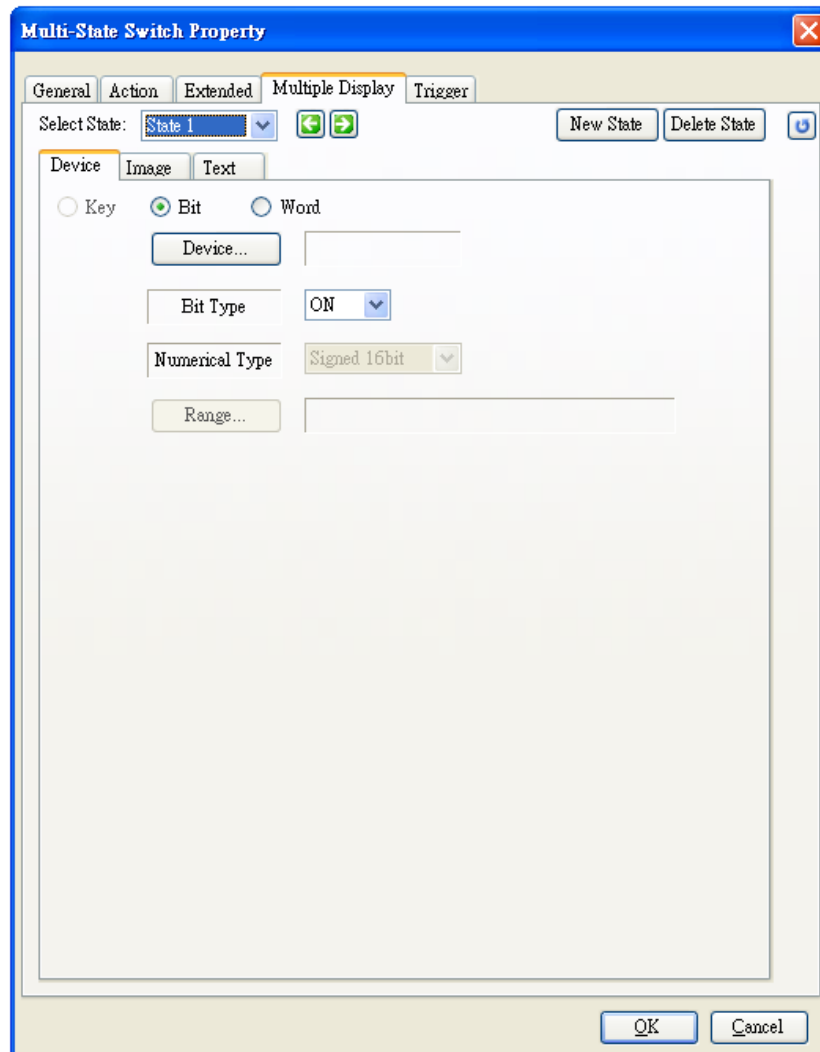 Multi-State Switch Property
General Action Extended Multiple Display Trigger
Select State: State 1 New State Delete State
Device Image Text
Key Bit Word
Device...
Bit Type ON
Numerical Type Signed 16bit
Range...
OK Cancel